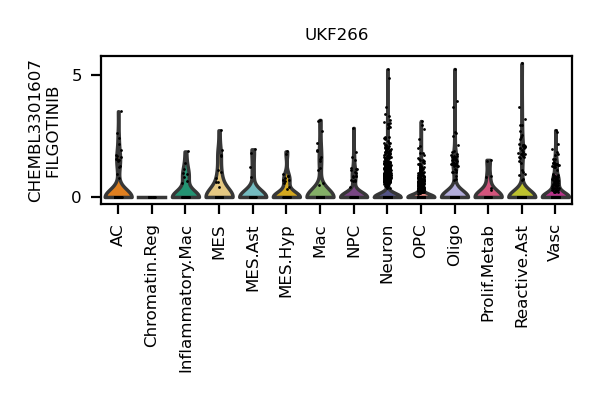 UKF266
CHEMBL3301607
FILGOTINIB
5
0
AC
Chromatin.Reg
Inflammatory.Mac
MES
MES.Ast
MES.Hyp
Mac
NPC
Neuron
OPC
Oligo
Prolif.Metab
Reactive.Ast
Vasc